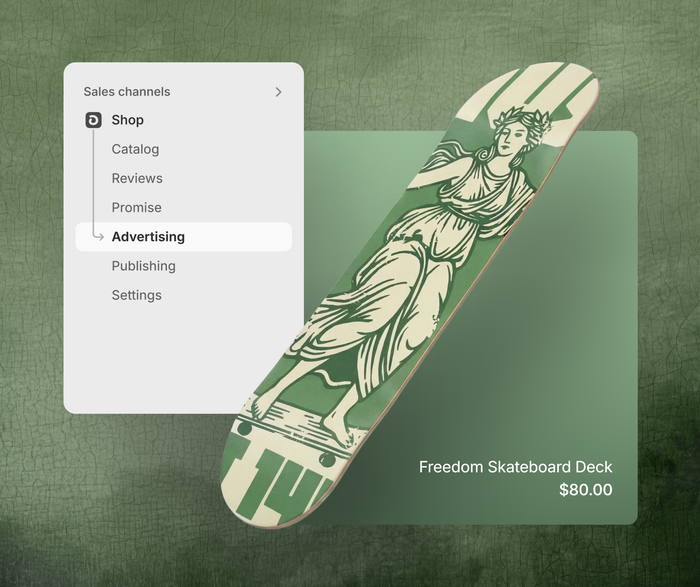 Sales channels
Shop
Catalog
Reviews
Promise
Advertising
Publishing
Settings
Freedom Skateboard Deck
$80.00